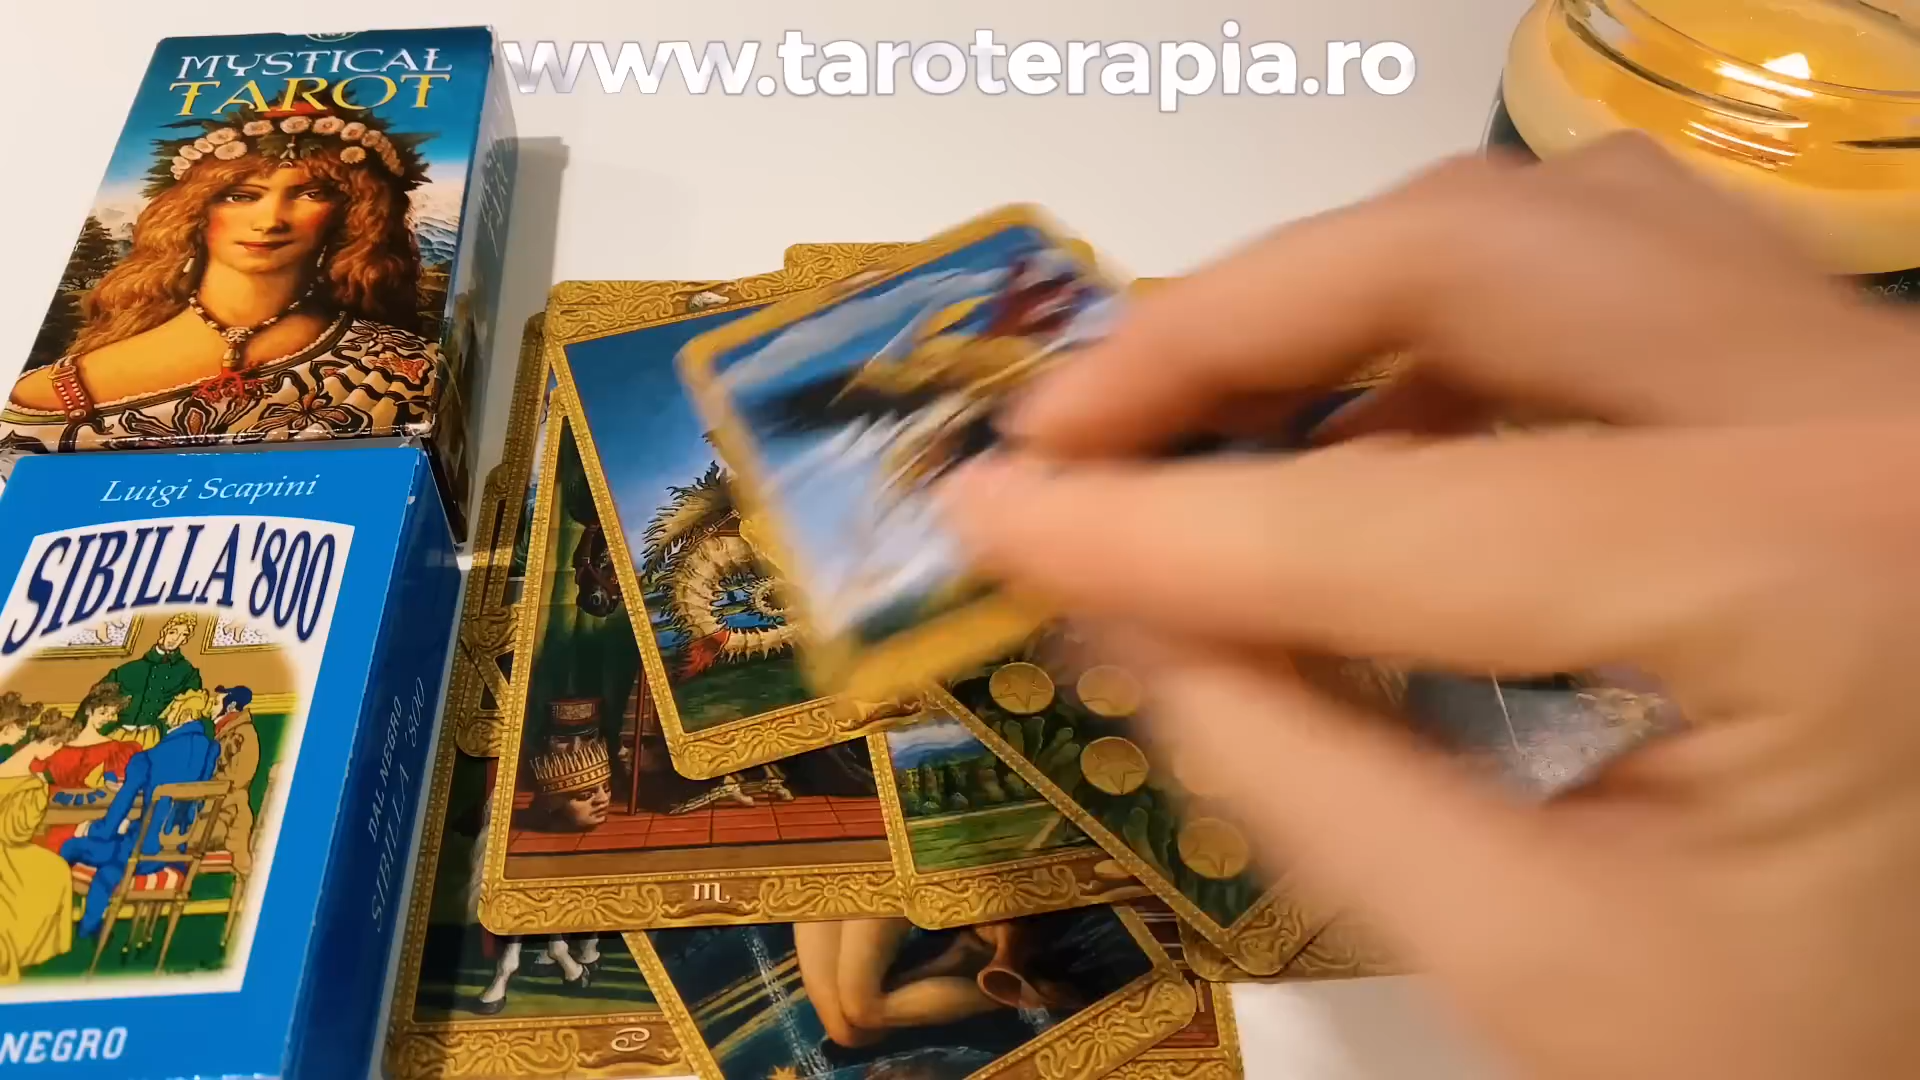 www.taroterapia.ro
MYSTICAL
TAROT
Luigi Scapini
SIBILLA '800
NEGRO
DAL NEGRO
SIBILLA '800